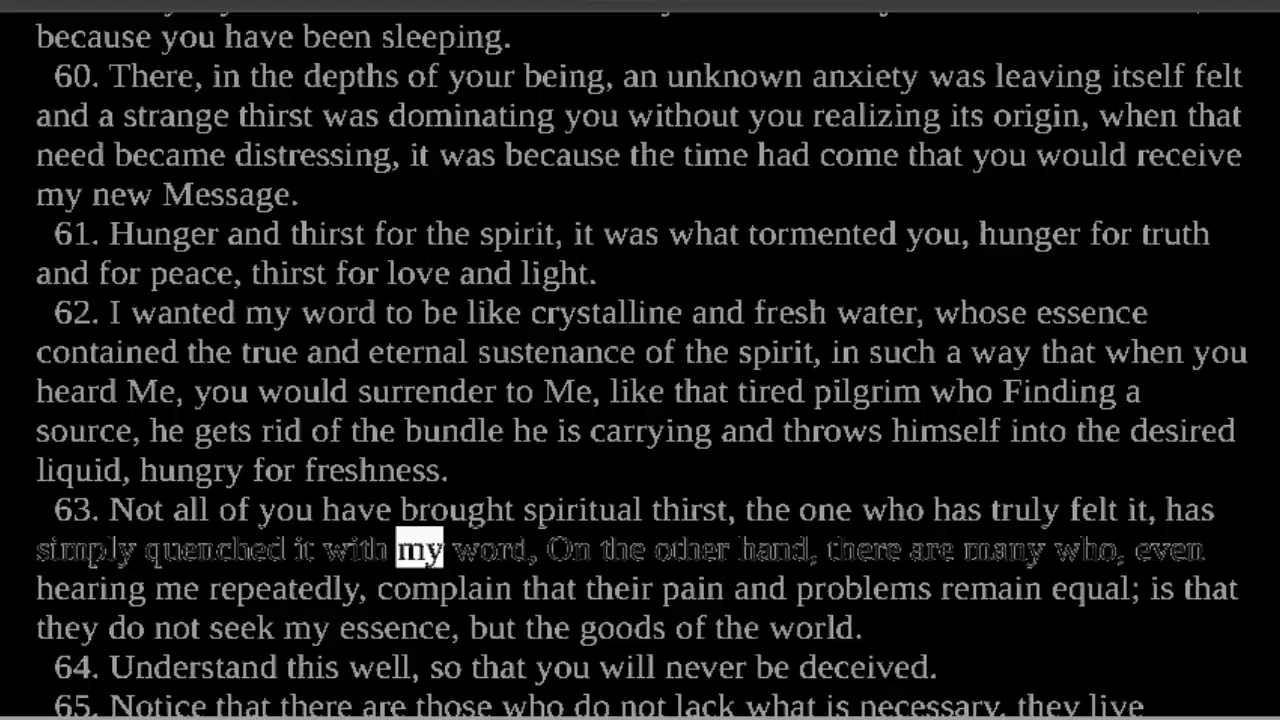 because you have been sleeping.
60. There, in the depths of your being, an unknown anxiety was leaving itself felt
and a strange thirst was dominating you without you realizing its origin, when that
need became distressing, it was because the time had come that you would receive
my new Message.
61. Hunger and thirst for the spirit, it was what tormented you, hunger for truth
and for peace, thirst for love and light.
62. I wanted my word to be like crystalline and fresh water, whose essence
contained the true and eternal sustenance of the spirit, in such a way that when you
heard Me, you would surrender to Me, like that tired pilgrim who Finding a
source, he gets rid of the bundle he is carrying and throws himself into the desired
liquid, hungry for freshness.
63. Not all of you have brought spiritual thirst, the one who has truly felt it, has
simply quenched it with my word, On the other hand, there are many who, even
hearing me repeatedly, complain that their pain and problems remain equal; is that
they do not seek my essence, but the goods of the world.
64. Understand this well, so that you will never be deceived.
65. Notice that there are those who do not lack what is necessary, they live